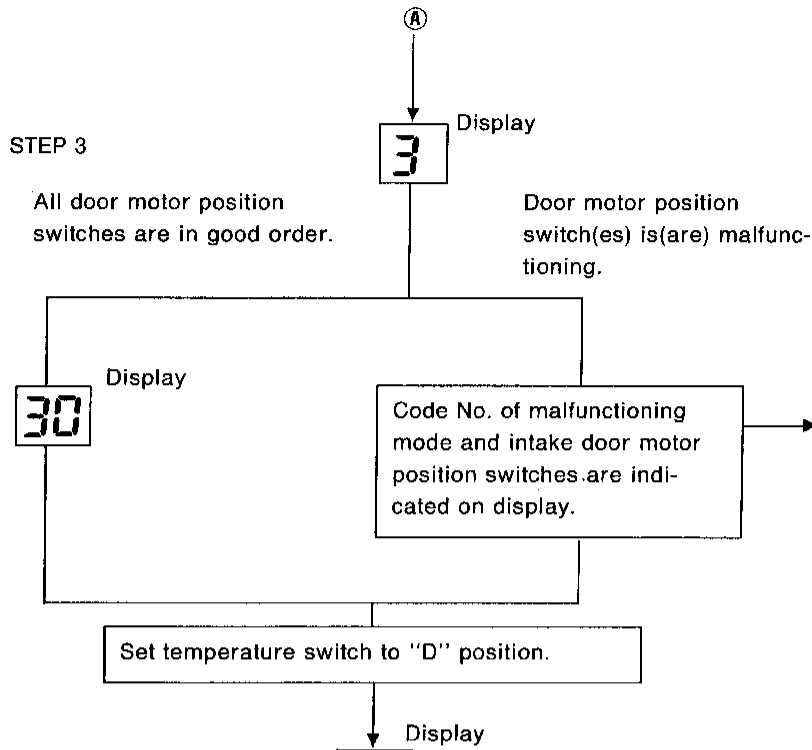 A
Display
3
STEP 3
All door motor position
switches are in good order.
Door motor position
switch(es) is(are) malfunc-
tioning.
Display
30
Code No. of malfunctioning
mode and intake door motor
position switches are indi-
cated on display.
Set temperature switch to "D" position.
Display